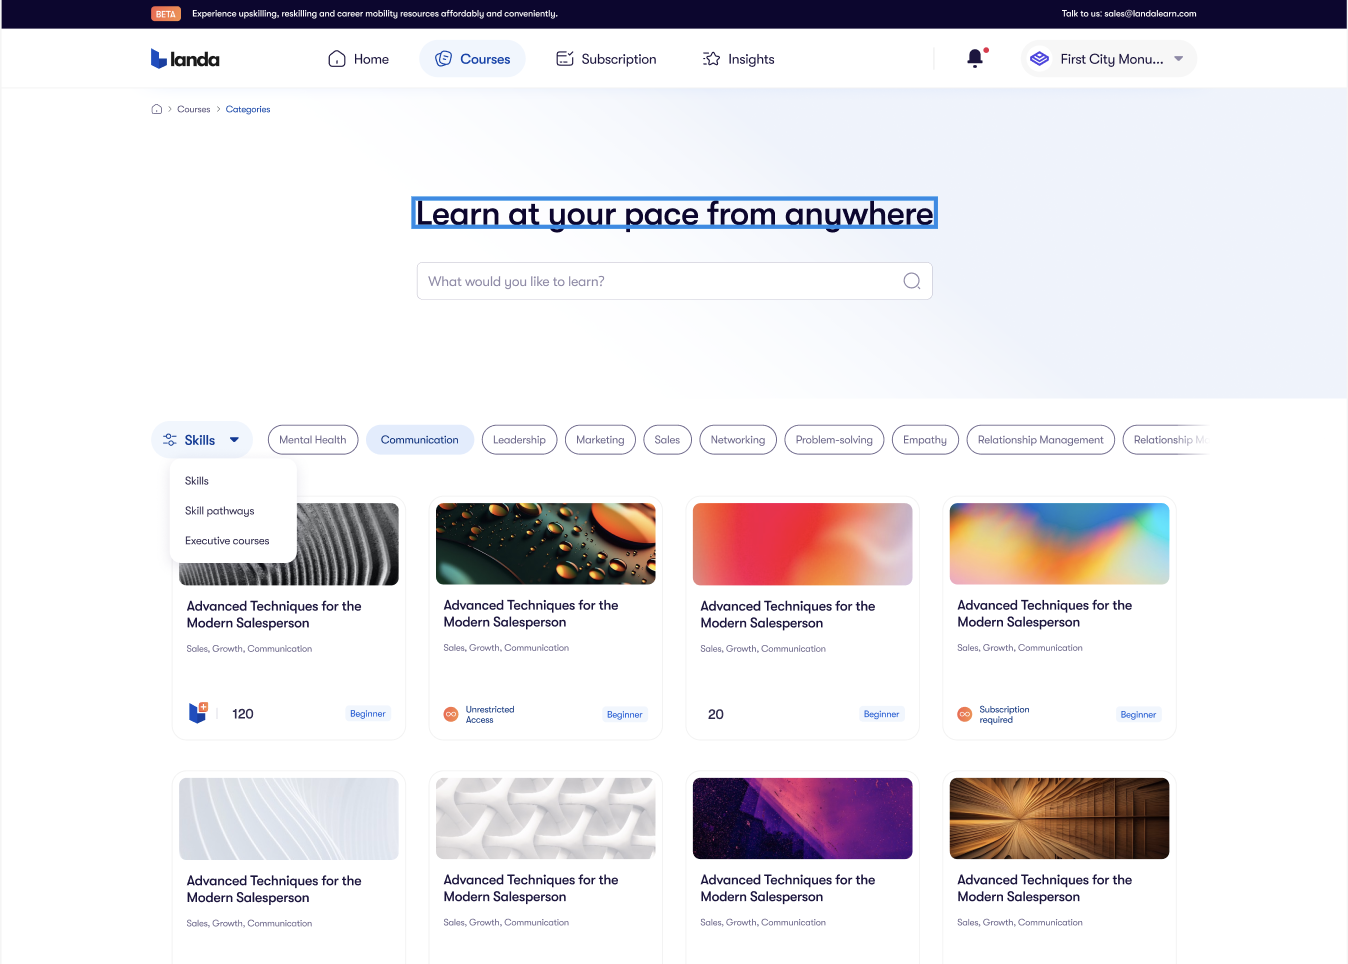 BETA Experience upskilling, reskilling and career mobility resources affordably and conveniently. Talk to us: sales@landalearn.com
landa Home Courses Subscription Insights First City Monu...
Courses > Categories
Learn at your pace from anywhere
What would you like to learn?
Skills Mental Health Communication Leadership Marketing Sales Networking Problem-solving Empathy Relationship Management Relationship
Skills
Skill pathways
Executive courses
Advanced Techniques for the
Modern Salesperson
Sales, Growth, Communication
120 Beginner
Advanced Techniques for the
Modern Salesperson
Sales, Growth, Communication
Unrestricted
Access
Beginner
Advanced Techniques for the
Modern Salesperson
Sales, Growth, Communication
20 Beginner
Advanced Techniques for the
Modern Salesperson
Sales, Growth, Communication
Subscription
required
Beginner
Advanced Techniques for the
Modern Salesperson
Sales, Growth, Communication
Advanced Techniques for the
Modern Salesperson
Sales, Growth, Communication
Advanced Techniques for the
Modern Salesperson
Sales, Growth, Communication
Advanced Techniques for the
Modern Salesperson
Sales, Growth, Communication